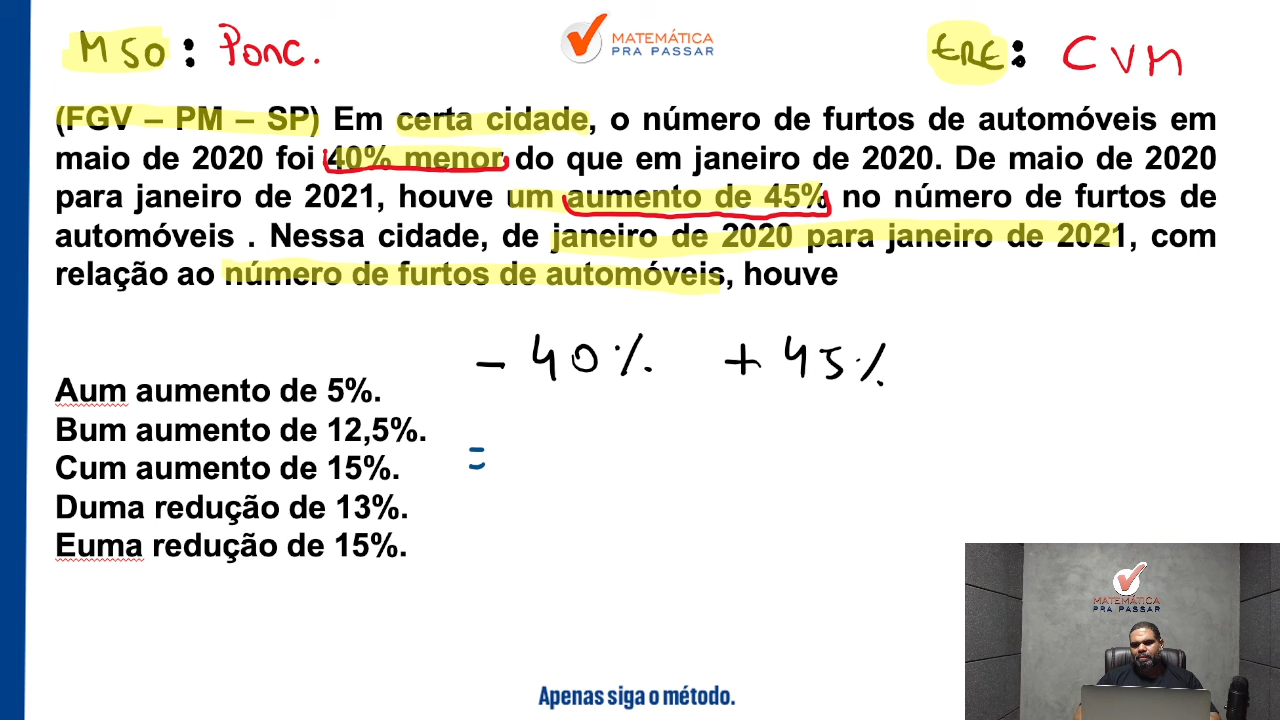 MSO : Porc.
MATEMÁTICA
PRA PASSAR
ERE : CVM
(FGV – PM – SP) Em certa cidade, o número de furtos de automóveis em
maio de 2020 foi 40% menor do que em janeiro de 2020. De maio de 2020
para janeiro de 2021, houve um aumento de 45% no número de furtos de
automóveis . Nessa cidade, de janeiro de 2020 para janeiro de 2021, com
relação ao número de furtos de automóveis, houve
- 40% + 45%
Aum aumento de 5%.
Bum aumento de 12,5%.
=
Cum aumento de 15%.
Duma redução de 13%.
Euma redução de 15%.
MATEMÁTICA
PRA PASSAR
Apenas siga o método.